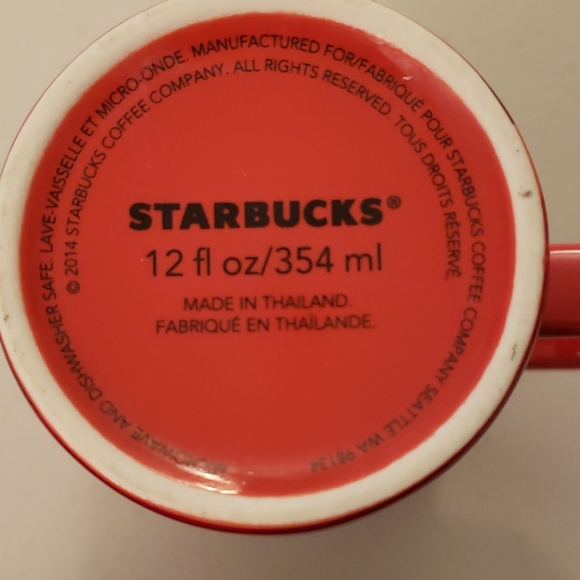 MICROWAVE AND DISHWASHER SAFE. LAVE-VAISSELLE ET MICRO-ONDE. MANUFACTURED FOR/FABRIQUÉ POUR STARBUCKS COFFEE COMPANY SEATTLE WA 98134
© 2014 STARBUCKS COFFEE COMPANY. ALL RIGHTS RESERVED. TOUS DROITS RÉSERVÉ.
STARBUCKS®
12 fl oz/354 ml
MADE IN THAILAND.
FABRIQUÉ EN THAÏLANDE.